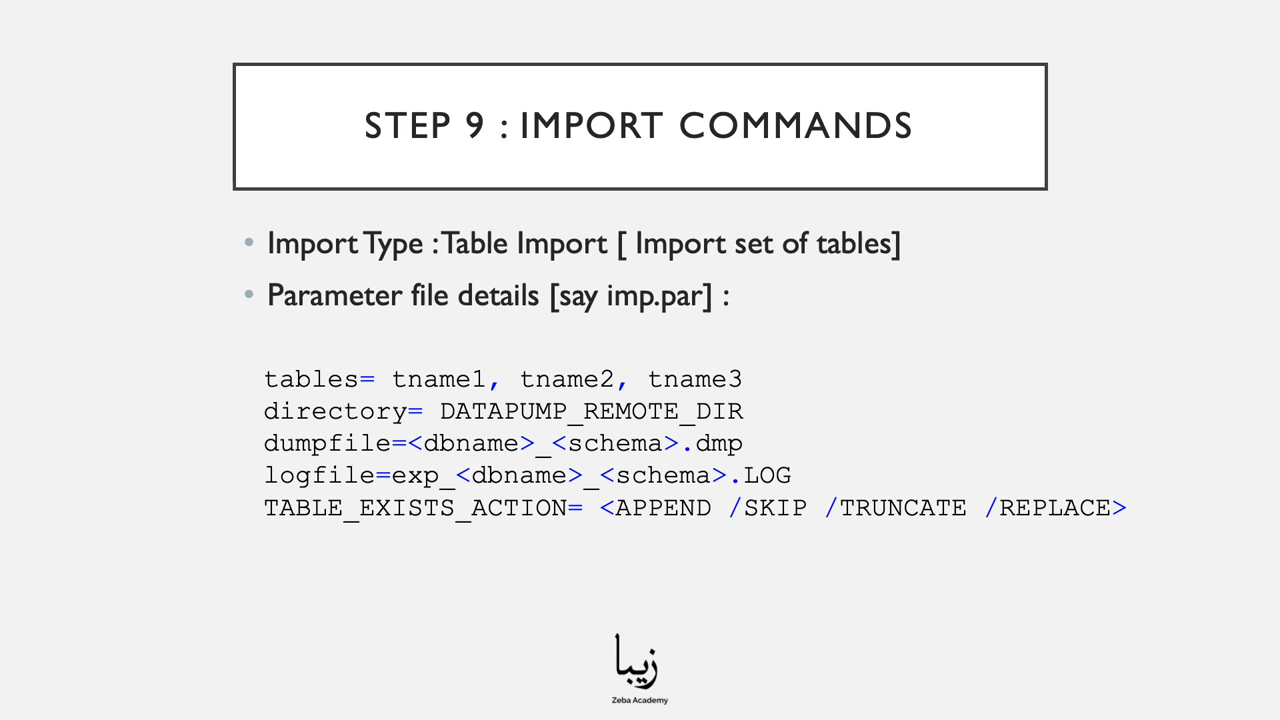 STEP 9 : IMPORT COMMANDS
• Import Type : Table Import [ Import set of tables]
• Parameter file details [say imp.par] :
tables= tname1, tname2, tname3
directory= DATAPUMP_REMOTE_DIR
dumpfile=<dbname>_<schema>.dmp
logfile=exp_<dbname>_<schema>.LOG
TABLE_EXISTS_ACTION= <APPEND /SKIP /TRUNCATE /REPLACE>
زيبا
Zeba Academy